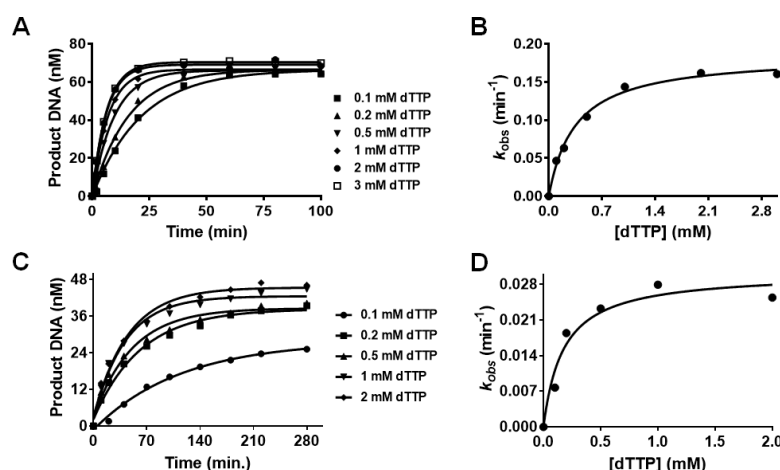 A
80
60
40
20
0
Product DNA (nM)
0 25 50 75 100
Time (min)
0.1 mM dTTP
0.2 mM dTTP
0.5 mM dTTP
1 mM dTTP
2 mM dTTP
3 mM dTTP
B
0.20
0.15
0.10
0.05
0.00
kobs (min-1)
0.0 0.7 1.4 2.1 2.8
[dTTP] (mM)
C
48
36
24
12
0
Product DNA (nM)
0 70 140 210 280
Time (min.)
0.1 mM dTTP
0.2 mM dTTP
0.5 mM dTTP
1 mM dTTP
2 mM dTTP
D
0.028
0.021
0.014
0.007
0.000
kobs (min-1)
0.0 0.5 1.0 1.5 2.0
[dTTP] (mM)